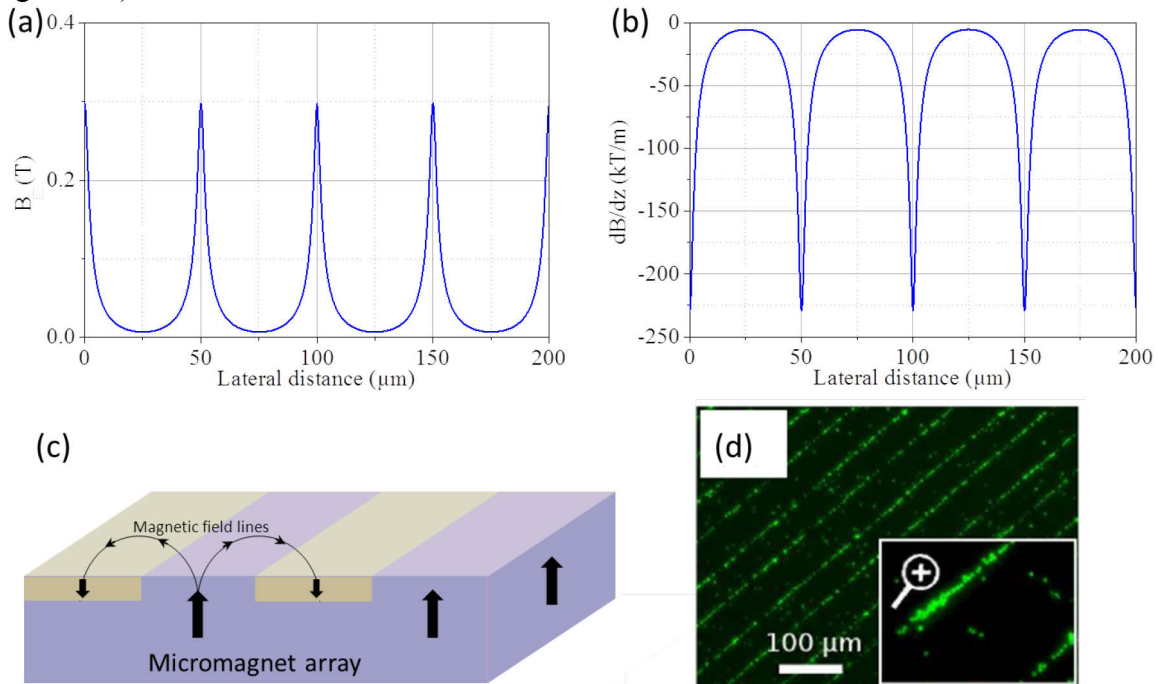 (a)
0.4
0.2
0.0
B (T)
0 50 100 150 200
Lateral distance (µm)
(b)
0
-50
-100
-150
-200
-250
dB/dz (kT/m)
0 50 100 150 200
Lateral distance (µm)
(c)
Magnetic field lines
Micromagnet array
(d)
100 µm